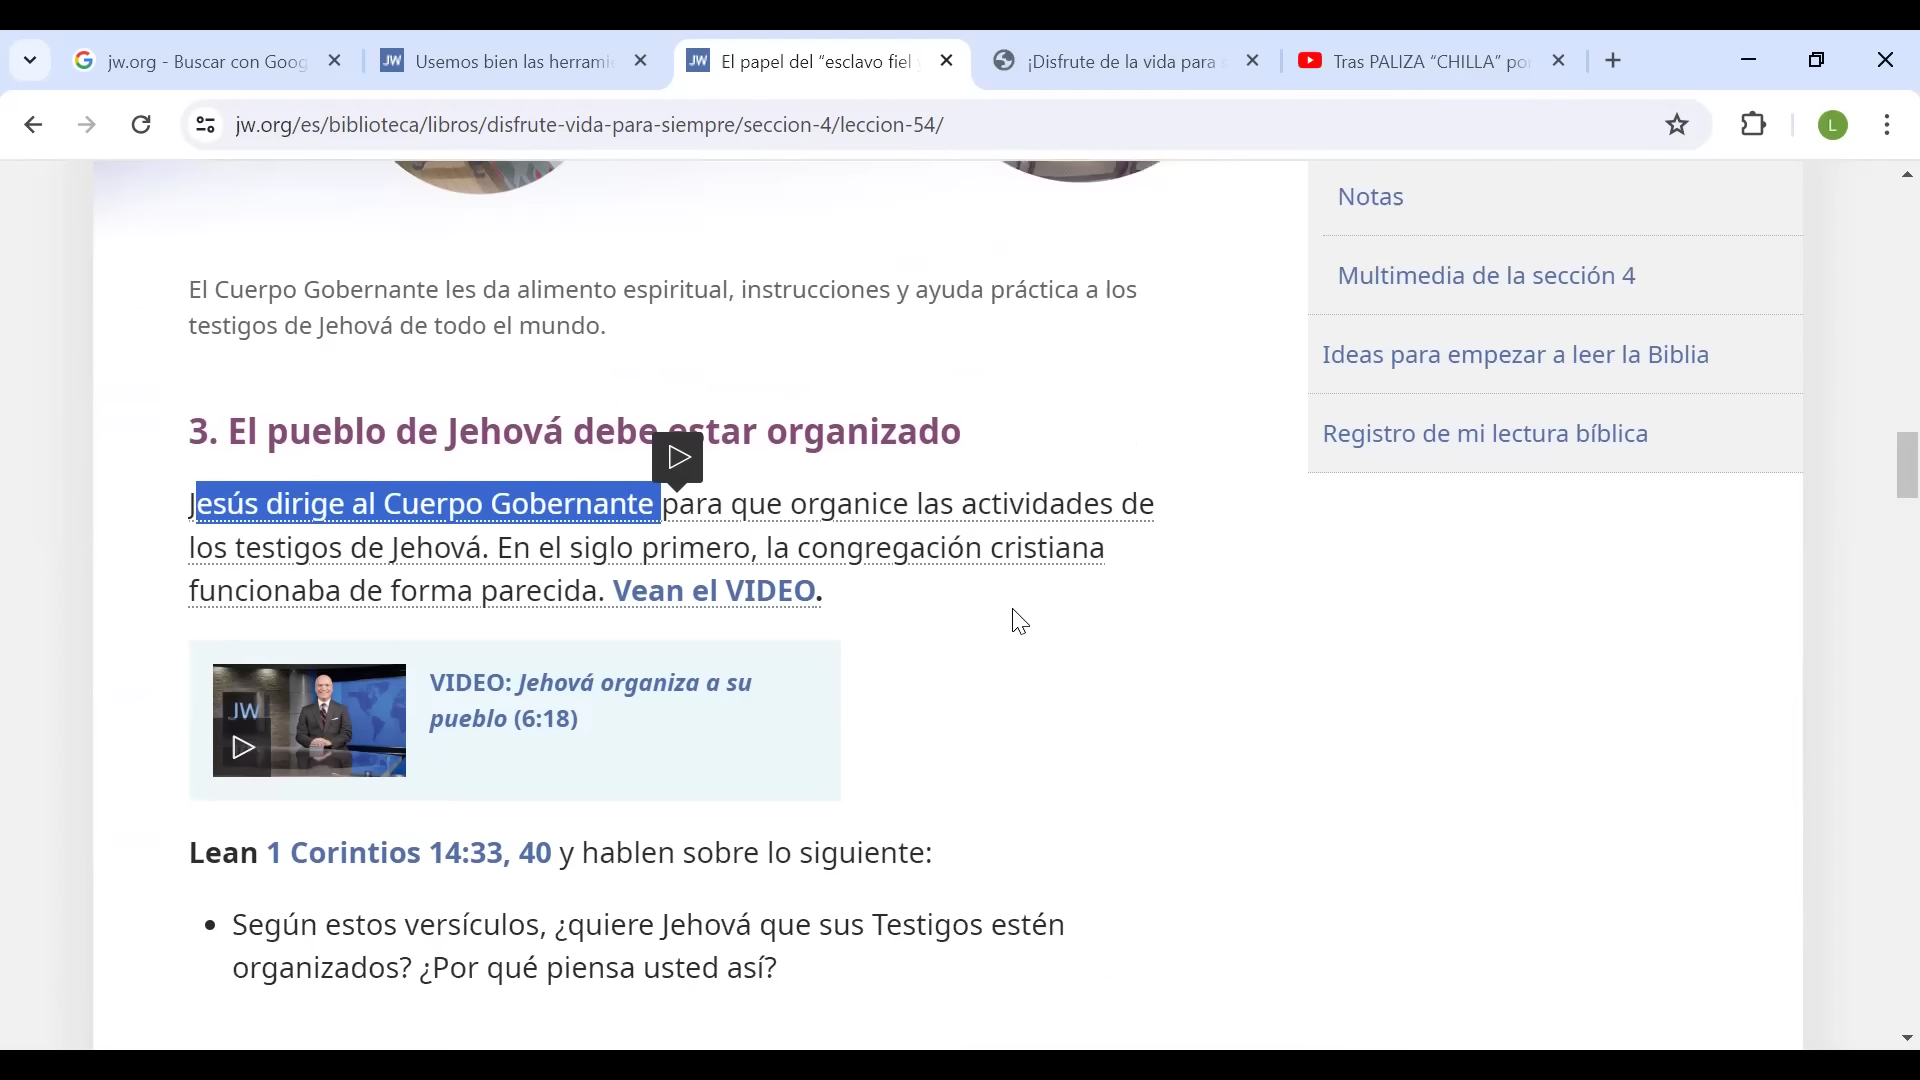 jw.org - Buscar con Goog
Usemos bien las herrami
El papel del “esclavo fiel
¡Disfrute de la vida para
Tras PALIZA “CHILLA” po
jw.org/es/biblioteca/libros/disfrute-vida-para-siempre/seccion-4/leccion-54/
L
El Cuerpo Gobernante les da alimento espiritual, instrucciones y ayuda práctica a los
testigos de Jehová de todo el mundo.
3. El pueblo de Jehová debe estar organizado
Jesús dirige al Cuerpo Gobernante para que organice las actividades de
los testigos de Jehová. En el siglo primero, la congregación cristiana
funcionaba de forma parecida. Vean el VIDEO.
JW
VIDEO: Jehová organiza a su
pueblo (6:18)
Lean 1 Corintios 14:33, 40 y hablen sobre lo siguiente:
• Según estos versículos, ¿quiere Jehová que sus Testigos estén
organizados? ¿Por qué piensa usted así?
Notas
Multimedia de la sección 4
Ideas para empezar a leer la Biblia
Registro de mi lectura bíblica